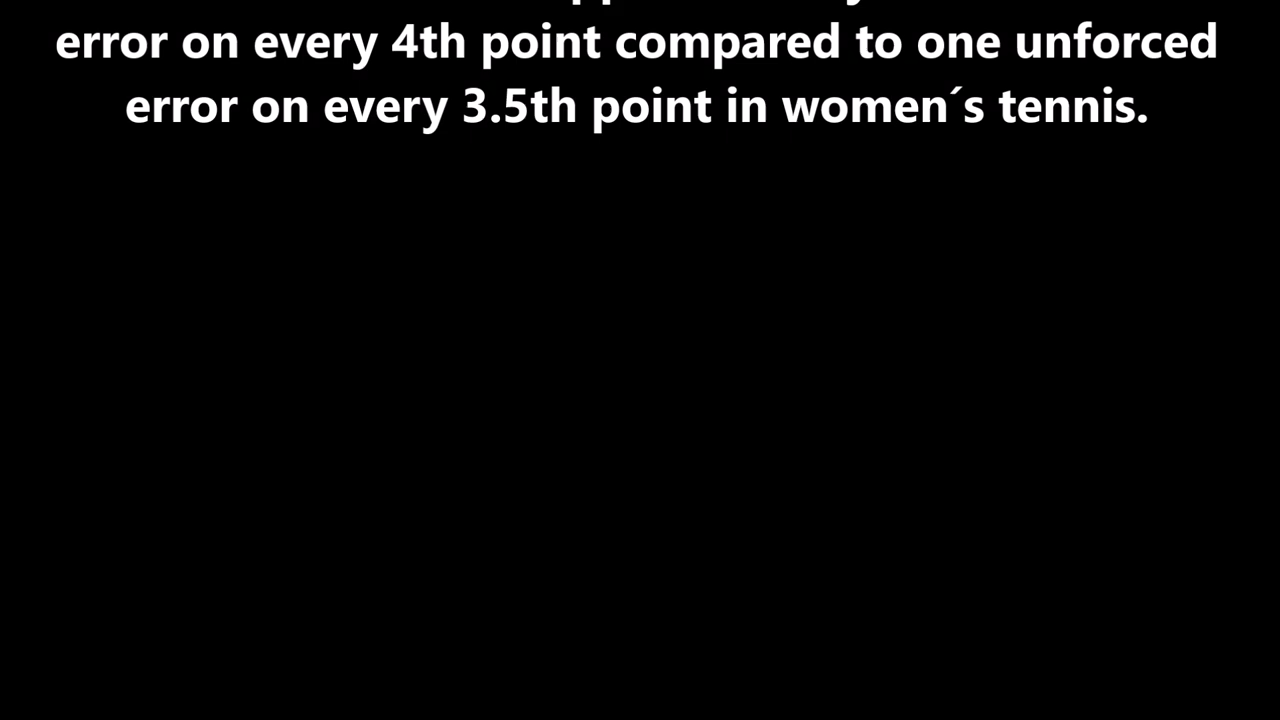 error on every 4th point compared to one unforced
error on every 3.5th point in women´s tennis.